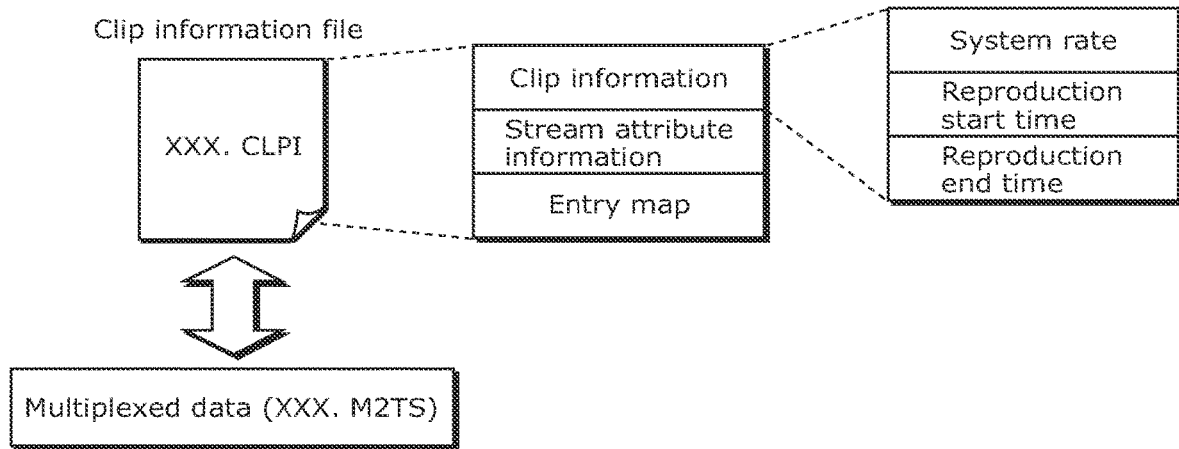 Clip information file
XXX. CLPI
Clip information
Stream attribute
information
Entry map
System rate
Reproduction
start time
Reproduction
end time
Multiplexed data (XXX. M2TS)